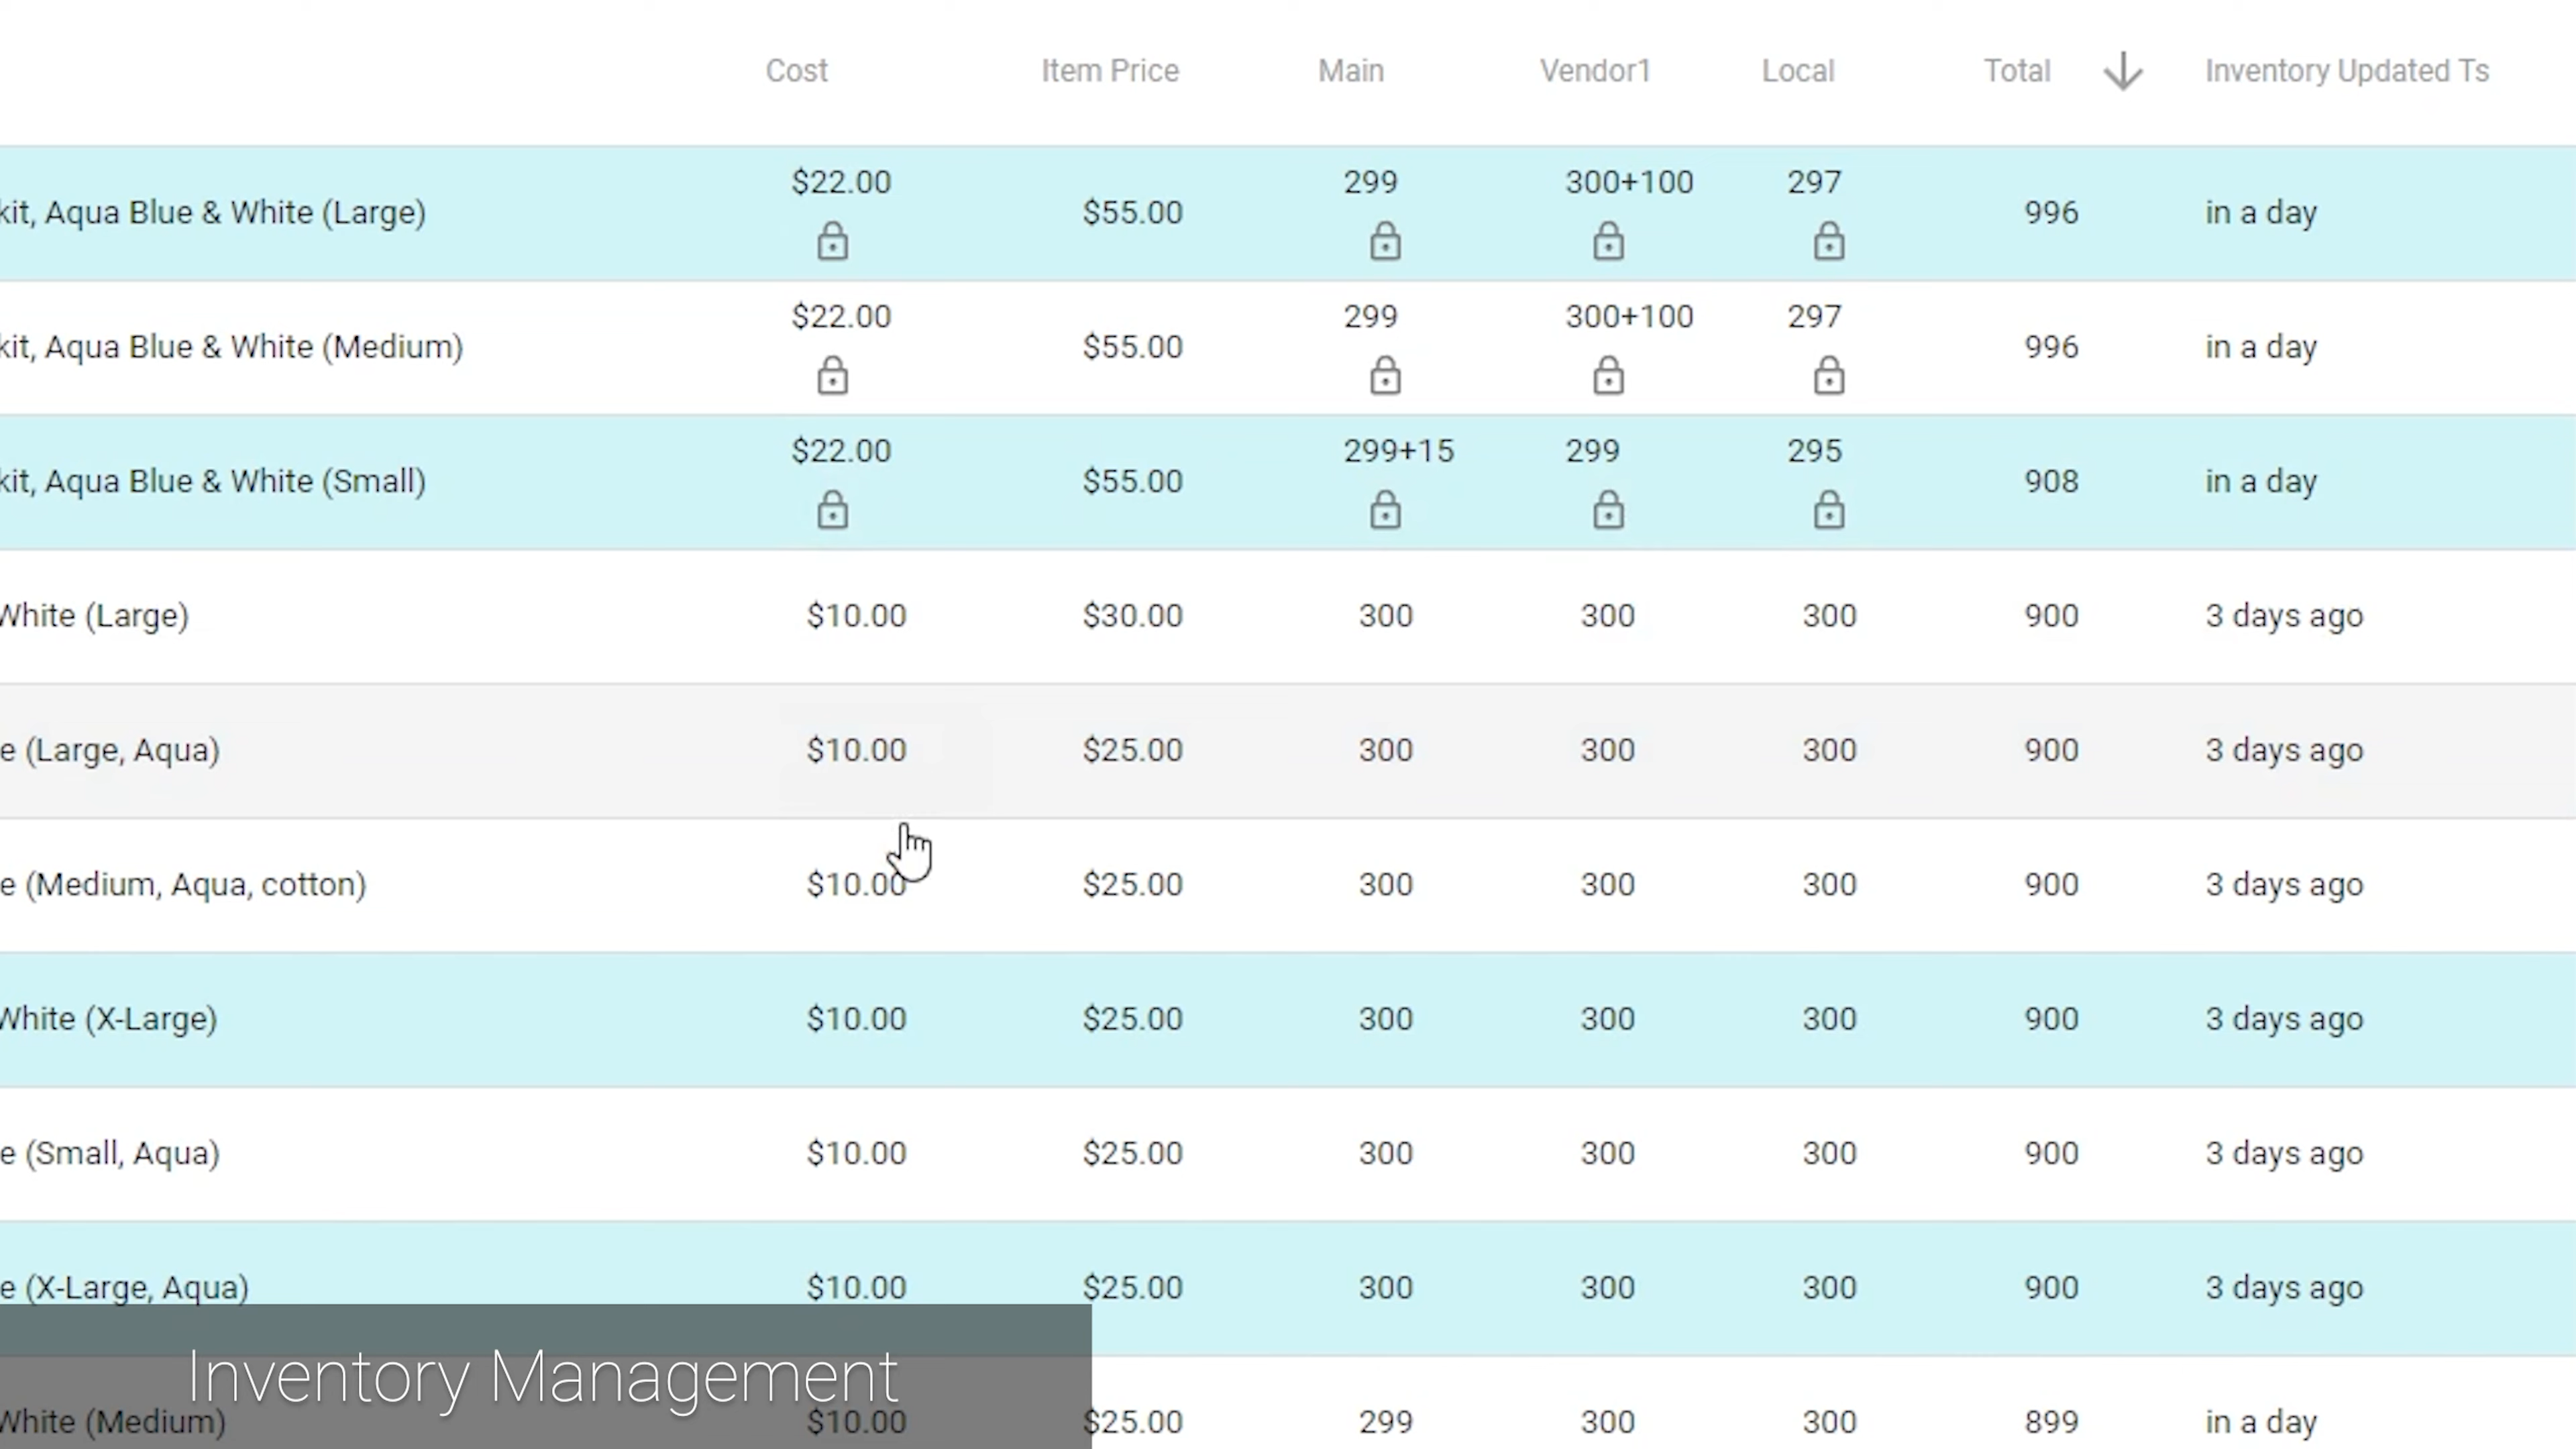 Cost Item Price Main Vendor1 Local Total Inventory Updated Ts
kit, Aqua Blue & White (Large) $22.00 $55.00 299 300+100 297 996 in a day
kit, Aqua Blue & White (Medium) $22.00 $55.00 299 300+100 297 996 in a day
kit, Aqua Blue & White (Small) $22.00 $55.00 299+15 299 295 908 in a day
White (Large) $10.00 $30.00 300 300 300 900 3 days ago
e (Large, Aqua) $10.00 $25.00 300 300 300 900 3 days ago
e (Medium, Aqua, cotton) $10.00 $25.00 300 300 300 900 3 days ago
White (X-Large) $10.00 $25.00 300 300 300 900 3 days ago
e (Small, Aqua) $10.00 $25.00 300 300 300 900 3 days ago
e (X-Large, Aqua) $10.00 $25.00 300 300 300 900 3 days ago
Inventory Management
White (Medium) $10.00 $25.00 299 300 300 899 in a day